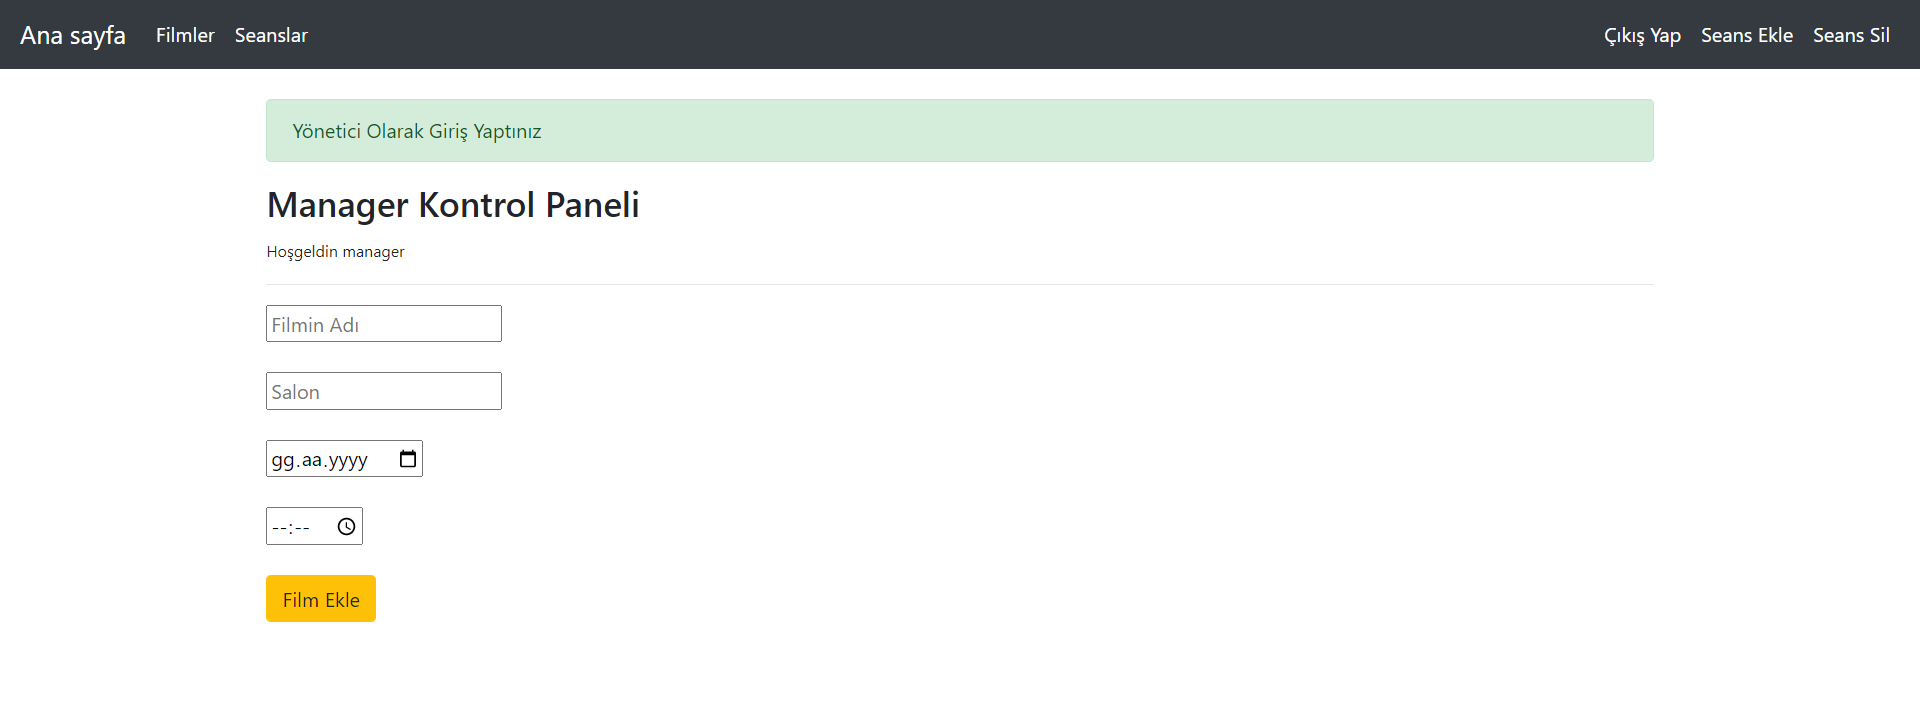 Ana sayfa Filmler Seanslar Çıkış Yap Seans Ekle Seans Sil
Yönetici Olarak Giriş Yaptınız
Manager Kontrol Paneli
Hoşgeldin manager
Filmin Adı
Salon
gg.aa.yyyy
--:--
Film Ekle